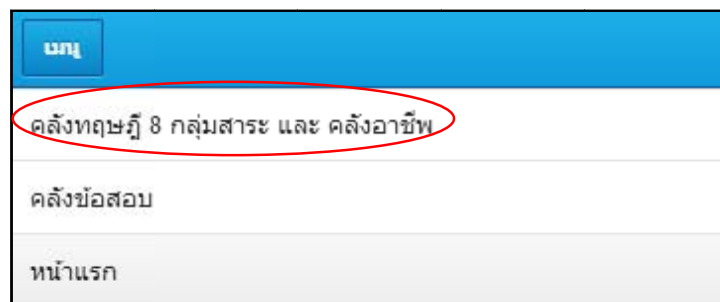 เมนู
คลังทฤษฎี 8 กลุ่มสาระ และ คลังอาชีพ
คลังข้อสอบ
หน้าแรก